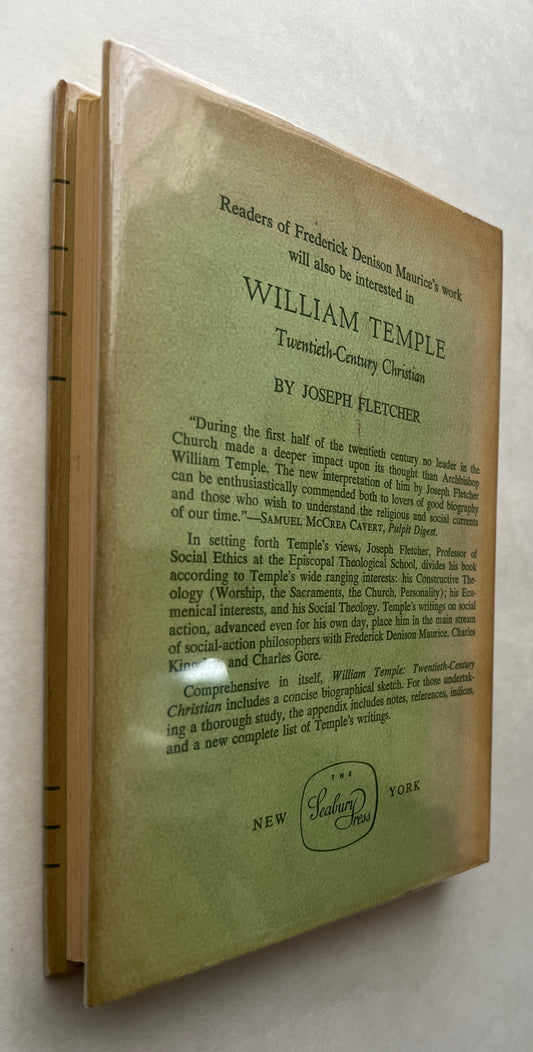 Readers of Frederick Denison Maurice's work
will also be interested in
WILLIAM TEMPLE
Twentieth-Century Christian
BY JOSEPH FLETCHER
"During the first half of the twentieth century no leader in the
Church made a deeper impact upon its thought than Archbishop
William Temple. The new interpretation of him by Joseph Fletcher
can be enthusiastically commended both to lovers of good biography
and those who wish to understand the religious and social currents
of our time."—SAMUEL MCCREA CAVERT, Pulpit Digest.
In setting forth Temple's views, Joseph Fletcher, Professor of
Social Ethics at the Episcopal Theological School, divides his book
according to Temple's wide ranging interests: his Constructive The-
ology (Worship, the Sacraments, the Church, Personality); his Ecu-
menical interests, and his Social Theology. Temple's writings on social
action, advanced even for his own day, place him in the main stream
of social-action philosophers with Frederick Denison Maurice, Charles
and Charles Gore.
Comprehensive in itself, William Temple: Twentieth-Century
Christian includes a concise biographical sketch. For those undertak-
ing a thorough study, the appendix includes notes, references, indices,
and a new complete list of Temple's writings.
THE
NEW Seabury Press YORK